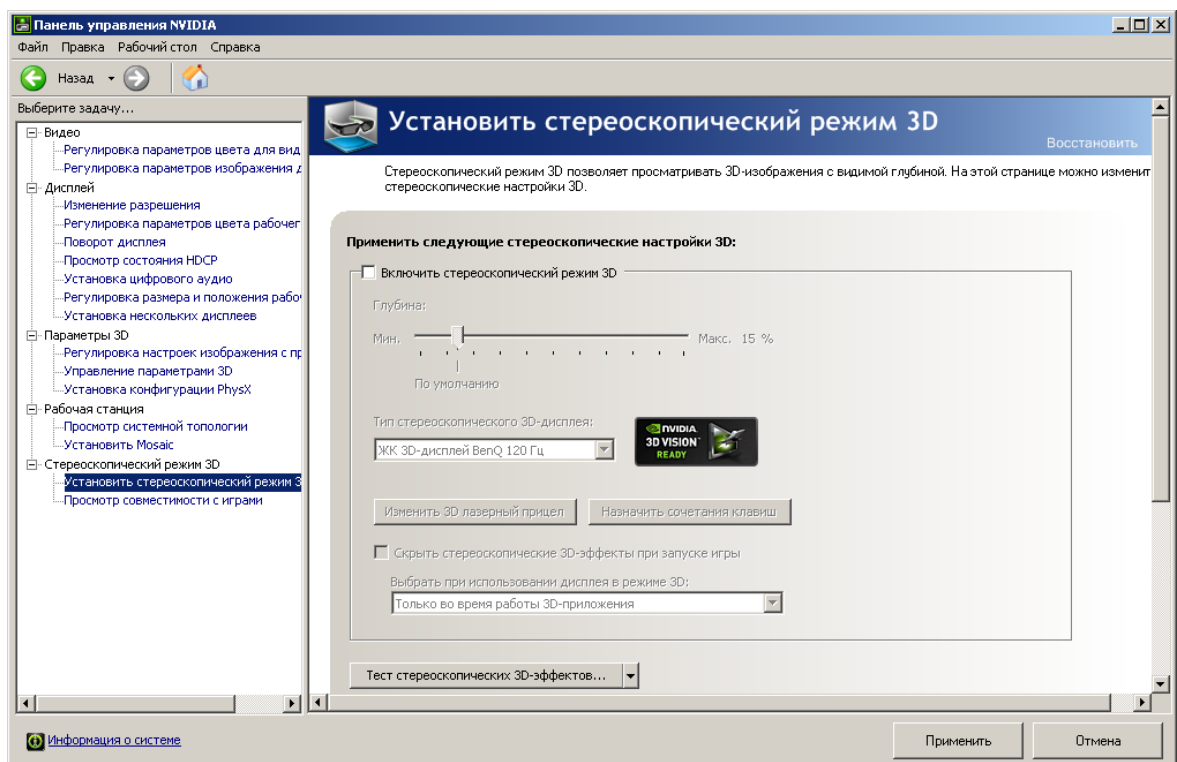 Панель управления NVIDIA
Файл Правка Рабочий стол Справка
Назад
Выберите задачу...
Видео
Регулировка параметров цвета для вид
Регулировка параметров изображения д
Дисплей
Изменение разрешения
Регулировка параметров цвета рабочег
Поворот дисплея
Просмотр состояния HDCP
Установка цифрового аудио
Регулировка размера и положения рабоч
Установка нескольких дисплеев
Параметры 3D
Регулировка настроек изображения с пр
Управление параметрами 3D
Установка конфигурации PhysX
Рабочая станция
Просмотр системной топологии
Установить Mosaic
Стереоскопический режим 3D
Установить стереоскопический режим 3
Просмотр совместимости с играми
Установить стереоскопический режим 3D
Восстановить
Стереоскопический режим 3D позволяет просматривать 3D-изображения с видимой глубиной. На этой странице можно изменит
стереоскопические настройки 3D.
Применить следующие стереоскопические настройки 3D:
Включить стереоскопический режим 3D
Глубина:
Мин. Макс. 15 %
По умолчанию
Тип стереоскопического 3D-дисплея:
ЖК 3D-дисплей BenQ 120 Гц
NVIDIA
3D VISION
READY
Изменить 3D лазерный прицел Назначить сочетания клавиш
Скрыть стереоскопические 3D-эффекты при запуске игры
Выбрать при использовании дисплея в режиме 3D:
Только во время работы 3D-приложения
Тест стереоскопических 3D-эффектов...
Информация о системе
Применить Отмена